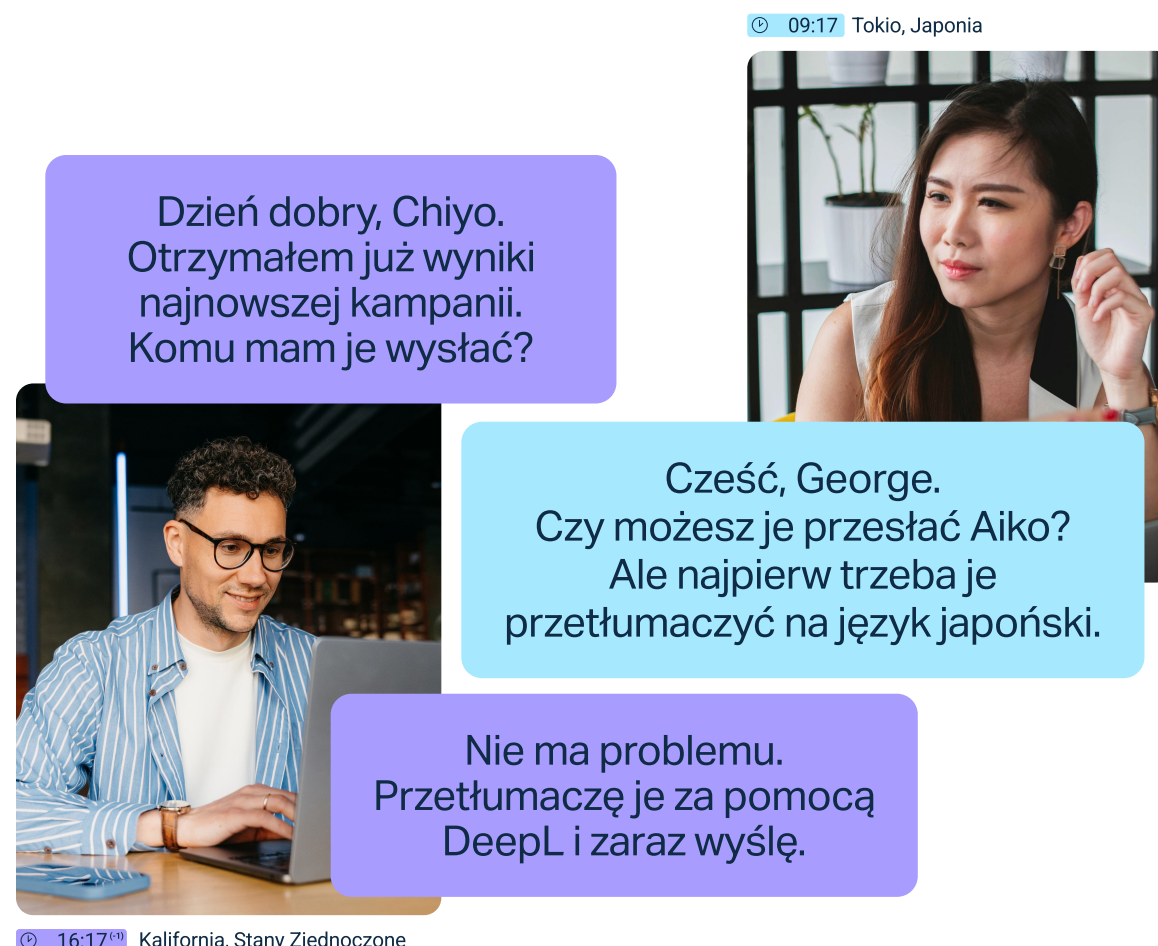 09:17 Tokio, Japonia
Dzień dobry, Chiyo.
Otrzymałem już wyniki
najnowszej kampanii.
Komu mam je wysłać?
Cześć, George.
Czy możesz je przesłać Aiko?
Ale najpierw trzeba je
przetłumaczyć na język japoński.
Nie ma problemu.
Przetłumaczę je za pomocą
DeepL i zaraz wyślę.
16:17(-1) Kalifornia, Stany Zjednoczone